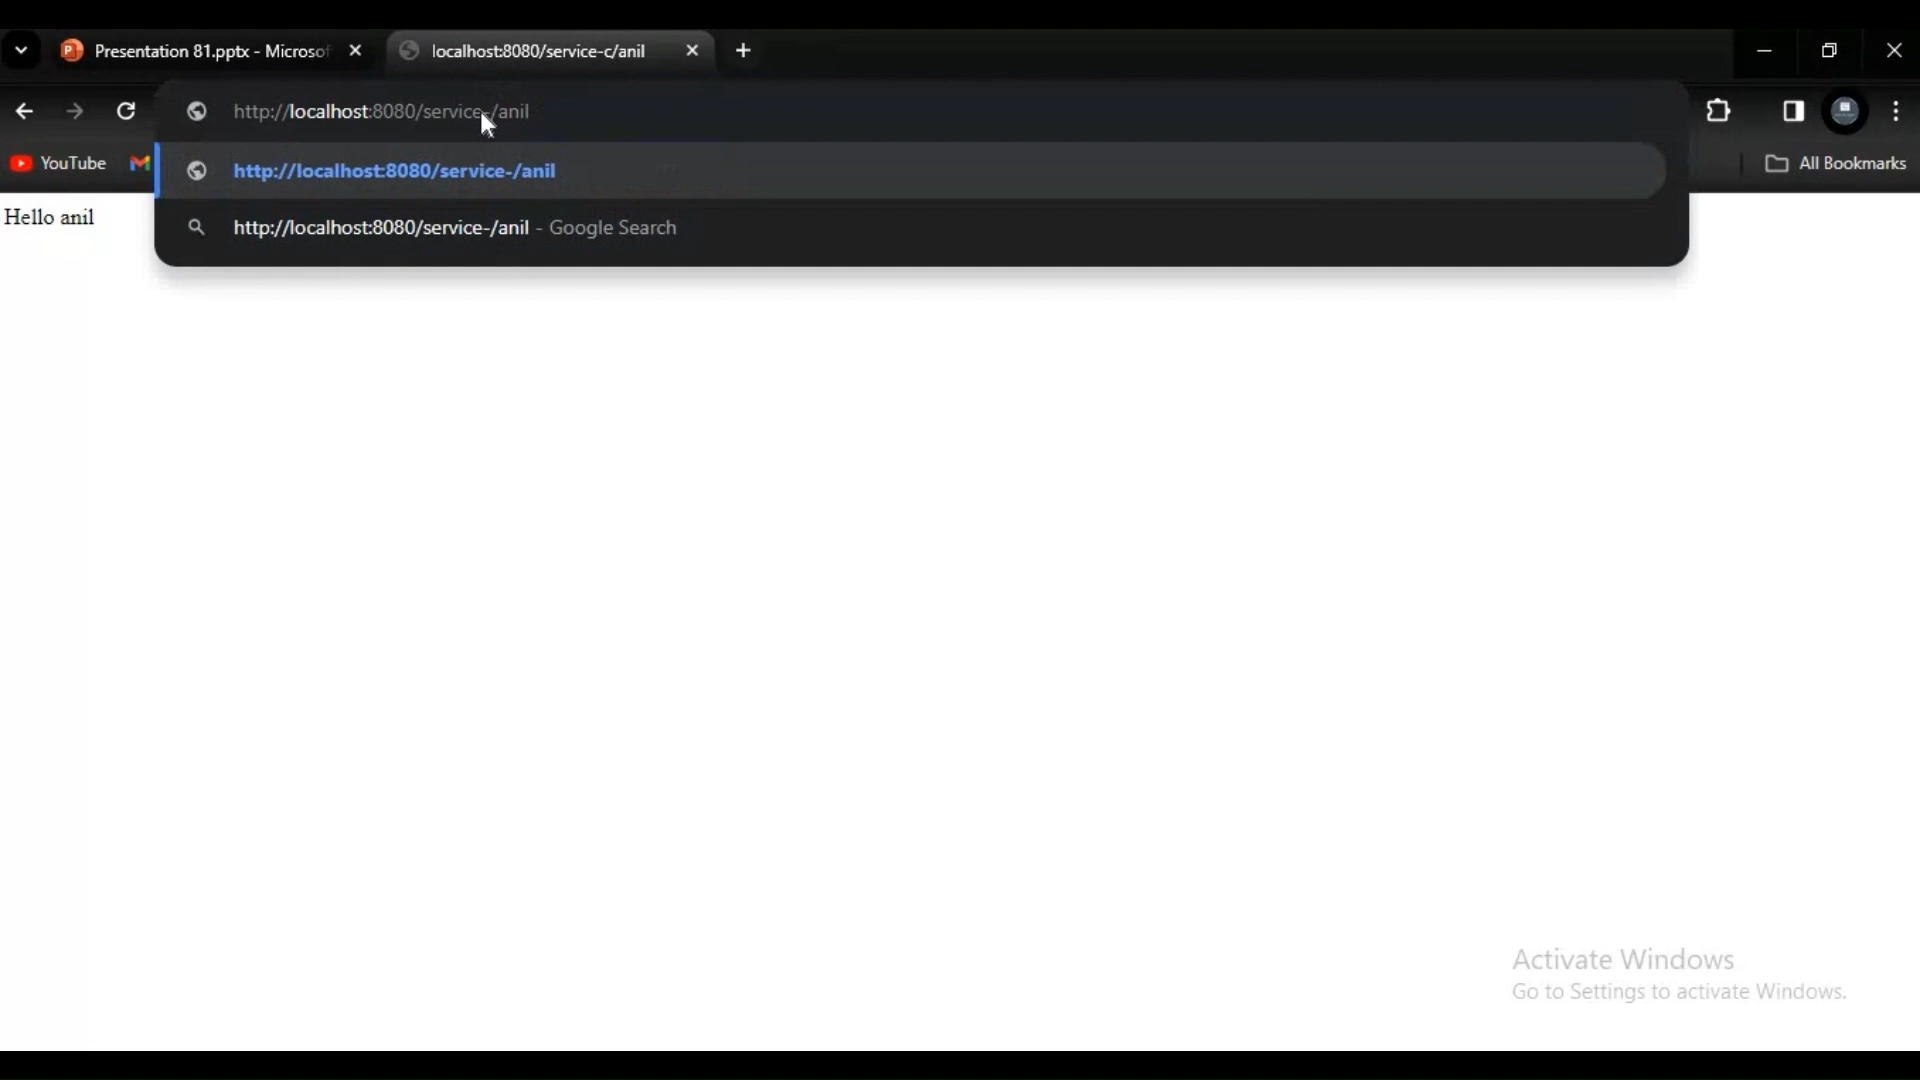 Presentation 81.pptx - Microsof
localhost:8080/service-c/anil
http://localhost:8080/service-/anil
YouTube
http://localhost:8080/service-/anil
All Bookmarks
Hello anil
http://localhost:8080/service-/anil - Google Search
Activate Windows
Go to Settings to activate Windows.